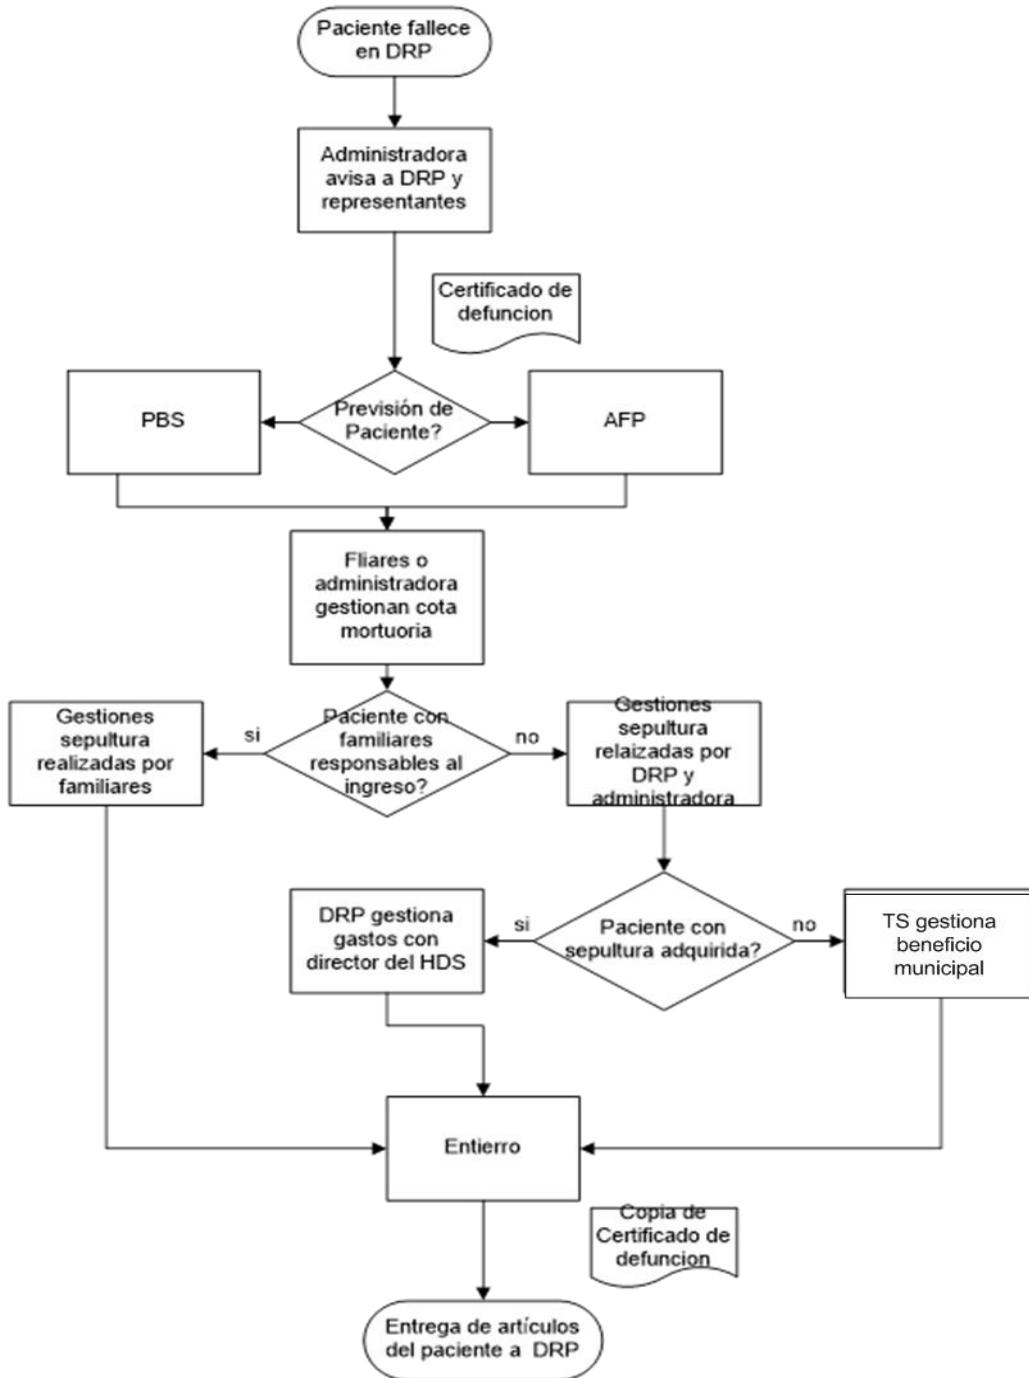 Paciente fallece
en DRP
Administradora
avisa a DRP y
representantes
Certificado de
defuncion
PBS
Previsión de
Paciente?
AFP
Fliares o
administradora
gestionan cota
mortuoria
Gestiones
sepultura
realizadas por
familiares
si
Paciente con
familiares
responsables al
ingreso?
no
Gestiones
sepultura
relaizadas por
DRP y
administradora
DRP gestiona
gastos con
director del HDS
si
Paciente con
sepultura adquirida?
no
TS gestiona
beneficio
municipal
Entierro
Copia de
Certificado de
defuncion
Entrega de artículos
del paciente a DRP